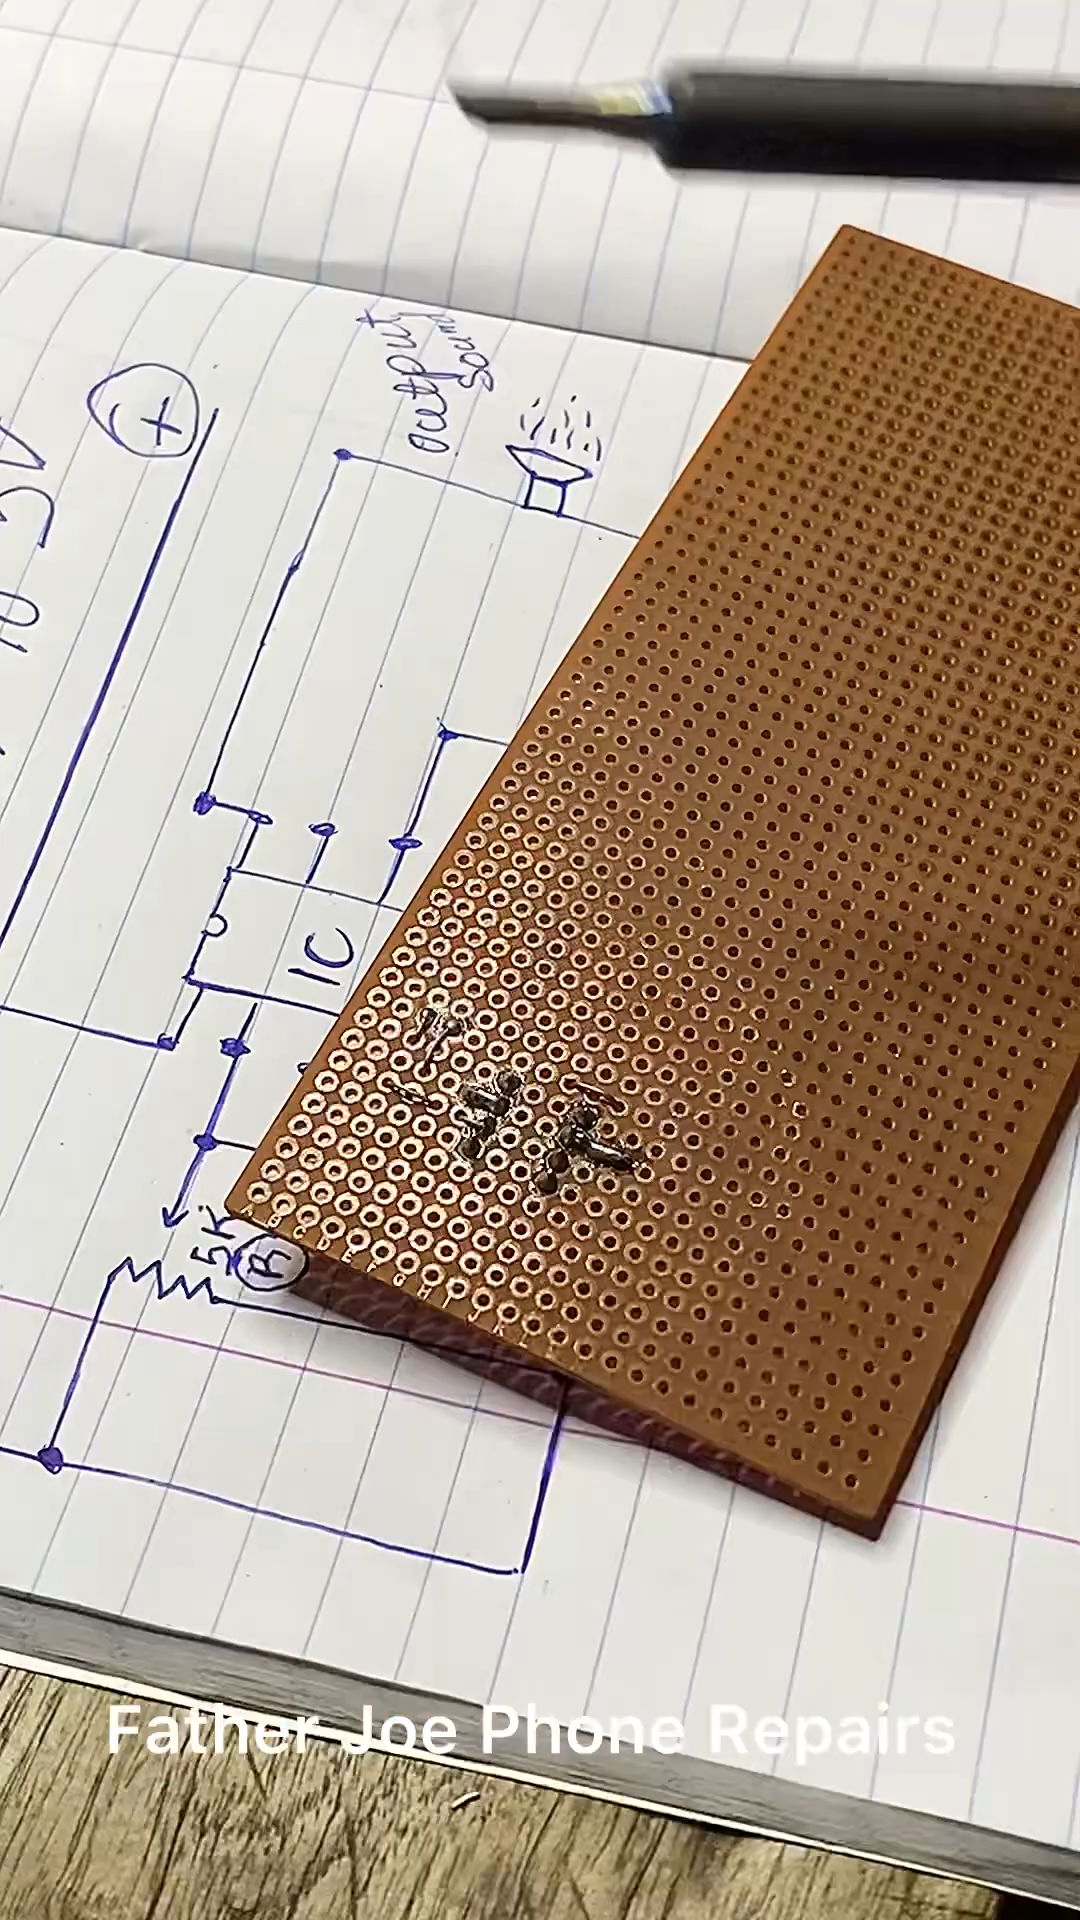 output
sound
+
IC
5K
R
A B C D E F G H I J K
Father Joe Phone Repairs